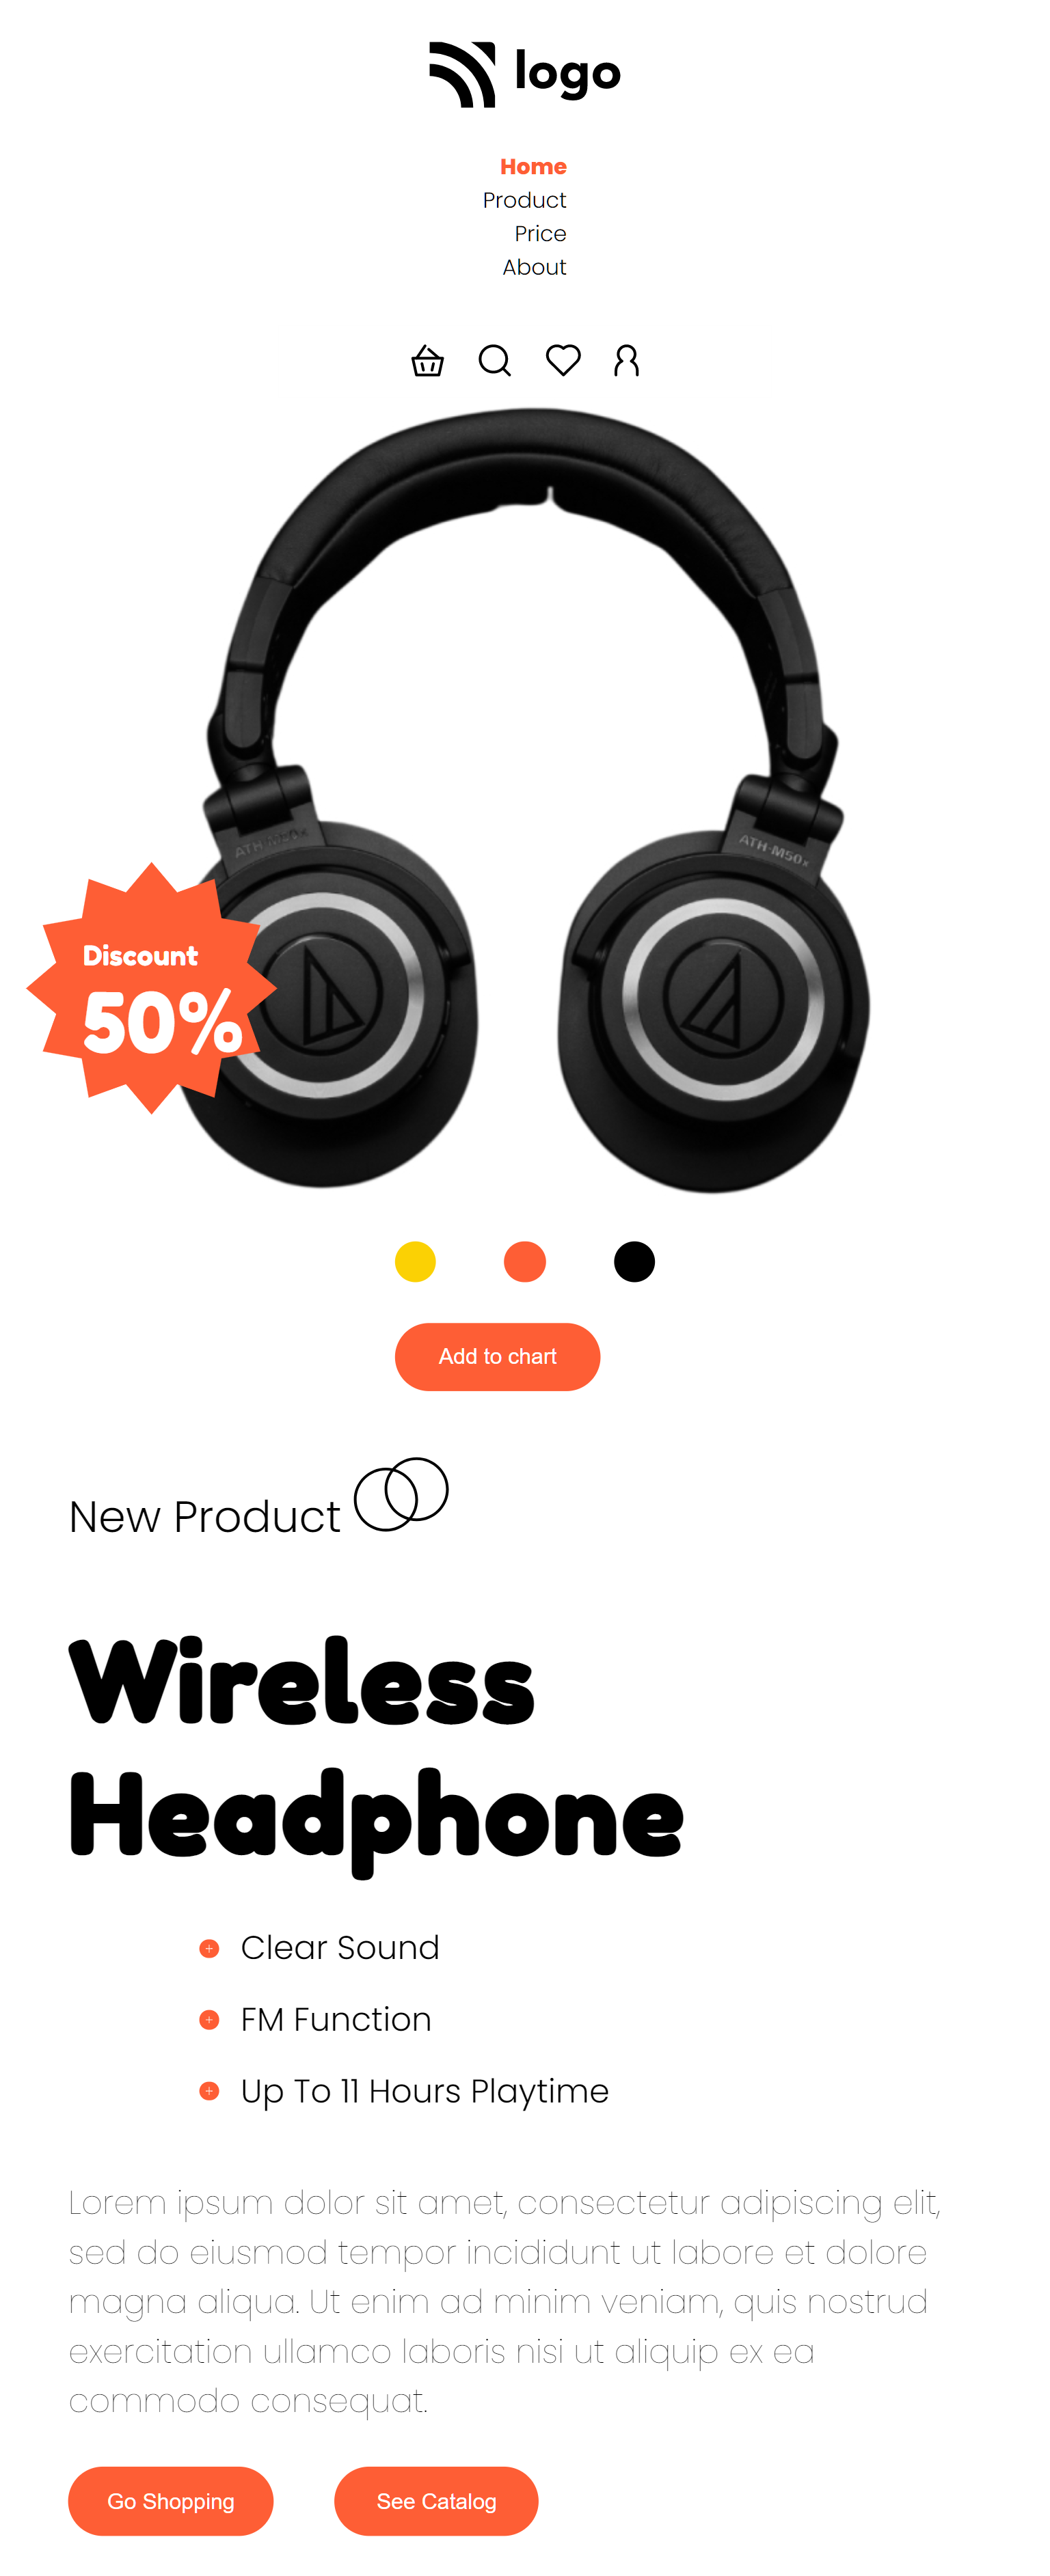 logo
Home
Product
Price
About
ATH-M50x
ATH-M50x
Discount
50%
Add to chart
New Product
Wireless
Headphone
Clear Sound
FM Function
Up To 11 Hours Playtime
Lorem ipsum dolor sit amet, consectetur adipiscing elit,
sed do eiusmod tempor incididunt ut labore et dolore
magna aliqua. Ut enim ad minim veniam, quis nostrud
exercitation ullamco laboris nisi ut aliquip ex ea
commodo consequat.
Go Shopping
See Catalog